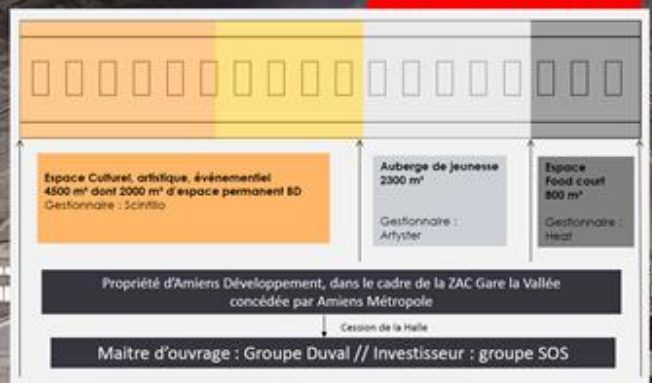 Espace Culturel, artistique, événementiel
4500 m² dont 2000 m² d'espace permanent BD
Gestionnaire : Scintillo
Auberge de jeunesse
2300 m²
Gestionnaire :
Artyster
Espace
Food court
800 m²
Gestionnaire :
Heat
Propriété d'Amiens Développement, dans le cadre de la ZAC Gare la Vallée
concédée par Amiens Métropole
Cession de la Halle
Maitre d'ouvrage : Groupe Duval // Investisseur : groupe SOS